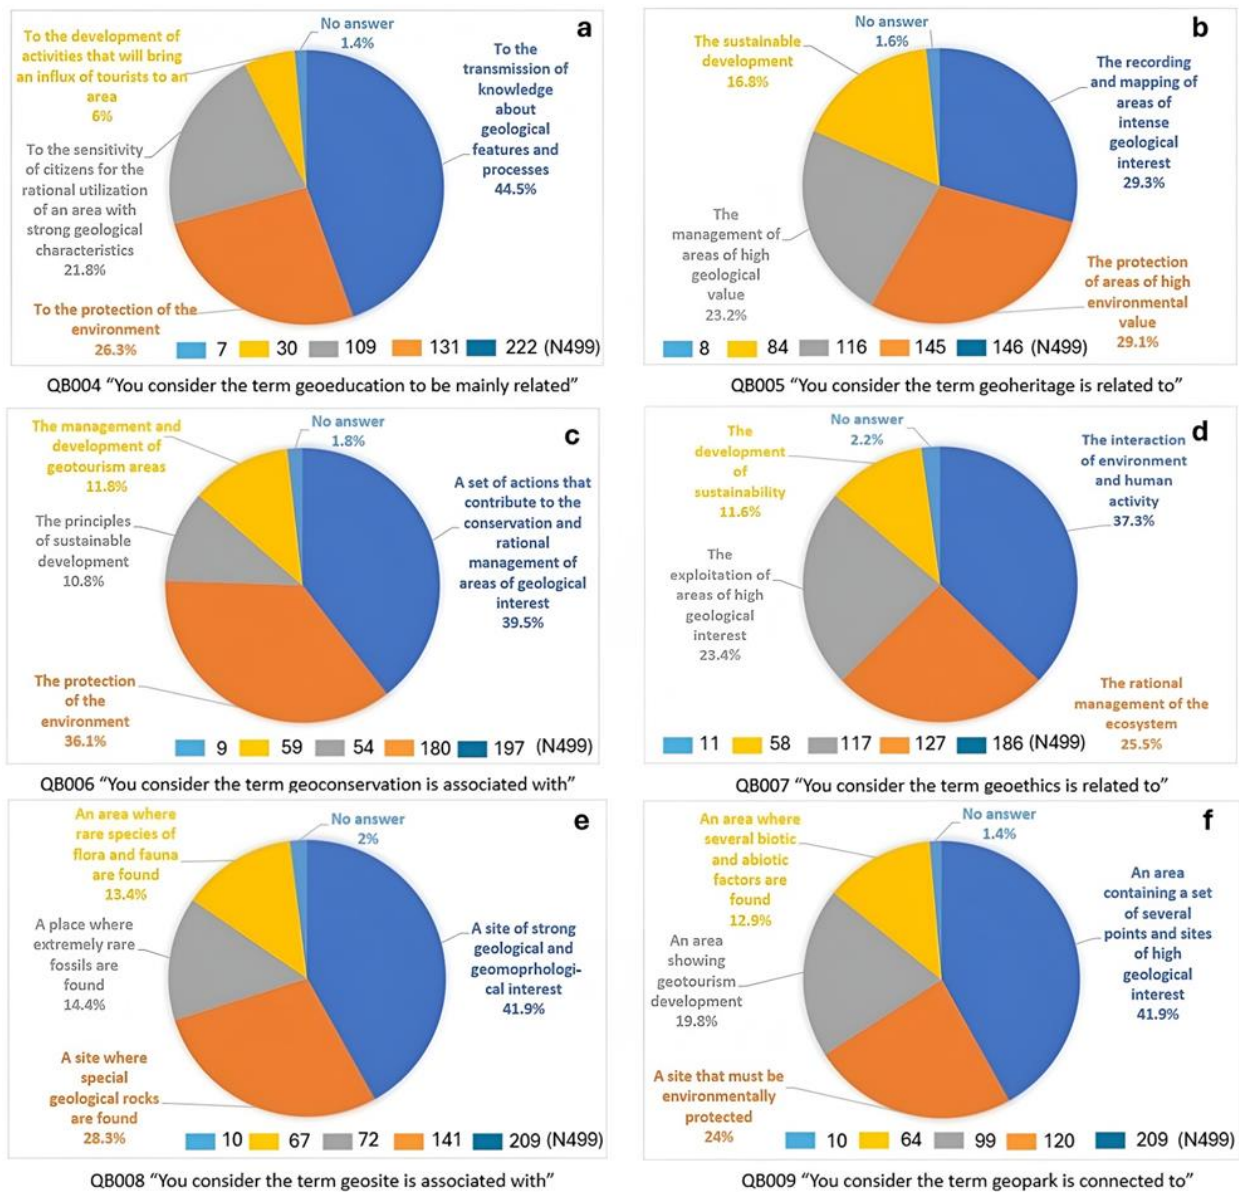 a
No answer
1.4%
To the development of
activities that will bring
an influx of tourists to an
area
6%
To the
transmission of
knowledge
about
geological
features and
processes
44.5%
To the sensitivity
of citizens for the
rational utilization
of an area with
strong geological
characteristics
21.8%
To the protection of the
environment
26.3%
7 30 109 131 222 (N499)
QB004 “You consider the term geoeducation to be mainly related”
b
No answer
1.6%
The sustainable
development
16.8%
The recording
and mapping of
areas of
intense
geological
interest
29.3%
The
management of
areas of high
geological
value
23.2%
The protection
of areas of high
environmental
value
29.1%
8 84 116 145 146 (N499)
QB005 “You consider the term geoheritage is related to”
c
No answer
1.8%
The management and
development of
geotourism areas
11.8%
A set of actions that
contribute to the
conservation and
rational
management of
areas of geological
interest
39.5%
The principles
of sustainable
development
10.8%
The protection
of the
environment
36.1%
9 59 54 180 197 (N499)
QB006 “You consider the term geoconservation is associated with”
d
No answer
2.2%
The
development
of
sustainability
11.6%
The interaction
of environment
and human
activity
37.3%
The
exploitation of
areas of high
geological
interest
23.4%
The rational
management of the
ecosystem
25.5%
11 58 117 127 186 (N499)
QB007 “You consider the term geoethics is related to”
e
No answer
2%
An area where
rare species of
flora and fauna
are found
13.4%
A place where
extremely rare
fossils are
found
14.4%
A site of strong
geological and
geomoprhologi-
cal interest
41.9%
A site where
special
geological rocks
are found
28.3%
10 67 72 141 209 (N499)
QB008 “You consider the term geosite is associated with”
f
No answer
1.4%
An area where
several biotic
and abiotic
factors are
found
12.9%
An area
containing a set
of several
points and sites
of high
geological
interest
41.9%
An area
showing
geotourism
development
19.8%
A site that must be
environmentally
protected
24%
10 64 99 120 209 (N499)
QB009 “You consider the term geopark is connected to”